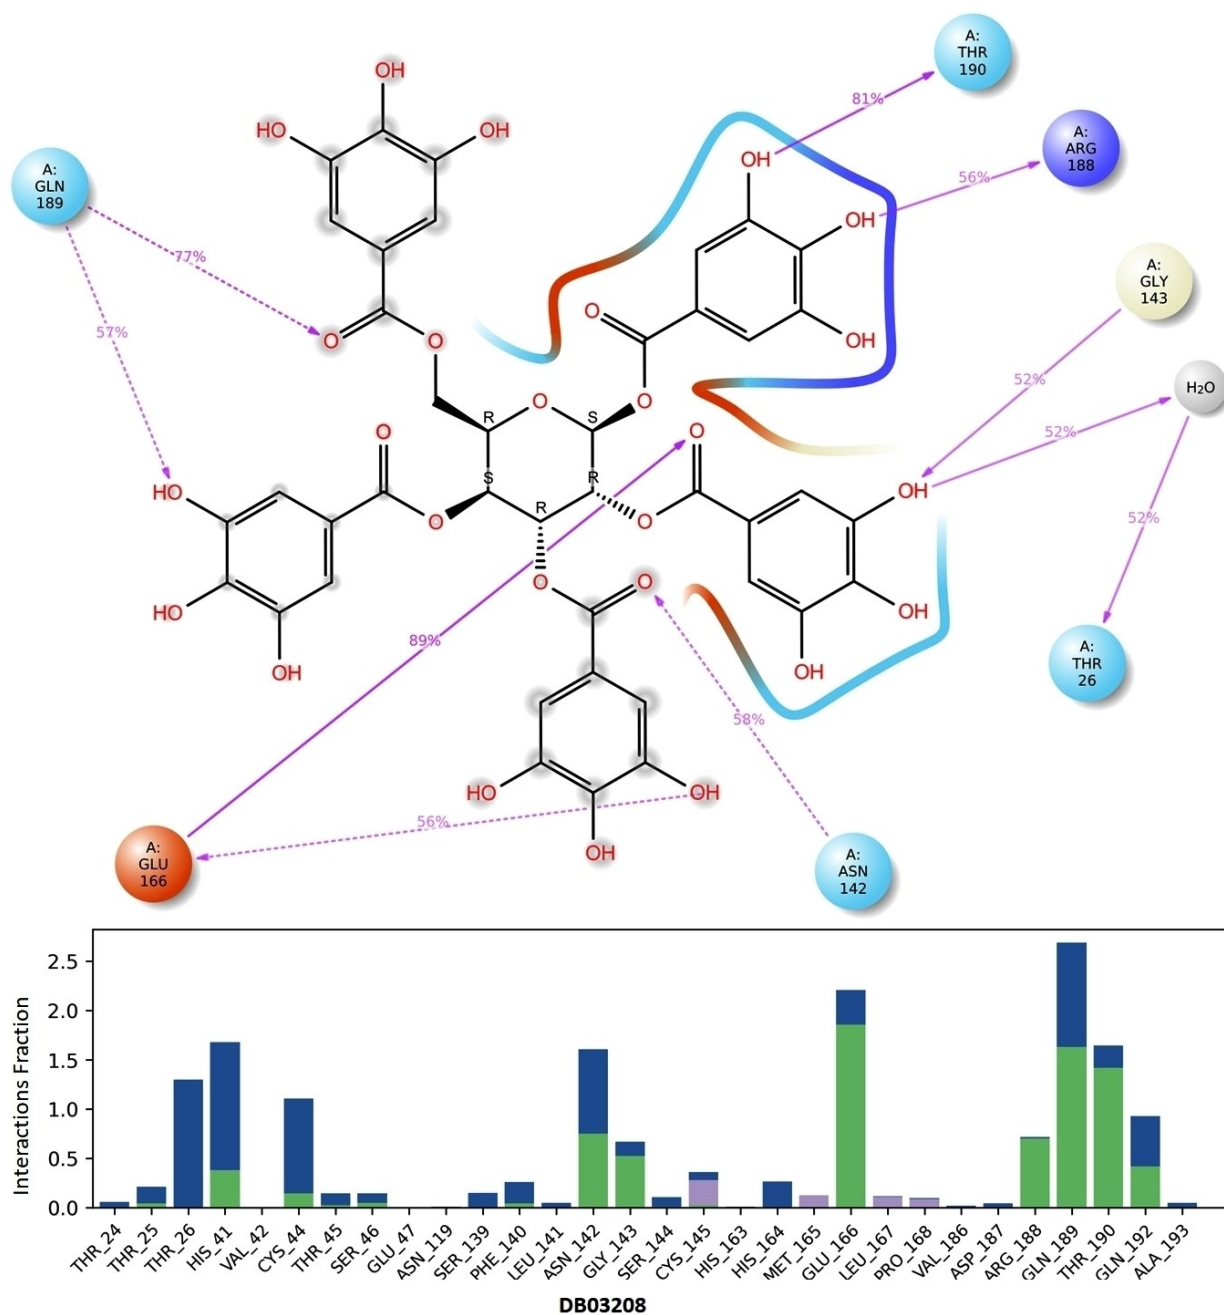 A:
THR
190
OH
HO
OH
81%
OH
A:
ARG
188
56%
OH
A:
GLN
189
77%
57%
A:
GLY
143
O
O
O
OH
52%
H₂O
O
R
O
S
O
52%
O
O
HO
S
R
R
OH
52%
O
O
HO
O
O
OH
OH
89%
OH
A:
THR
26
58%
HO
OH
56%
OH
A:
GLU
166
A:
ASN
142
Interactions Fraction
2.5
2.0
1.5
1.0
0.5
0.0
THR_24
THR_25
THR_26
HIS_41
VAL_42
CYS_44
THR_45
SER_46
GLU_47
ASN_119
SER_139
PHE_140
LEU_141
ASN_142
GLY_143
SER_144
CYS_145
HIS_163
HIS_164
MET_165
GLU_166
LEU_167
PRO_168
VAL_186
ASP_187
ARG_188
GLN_189
THR_190
GLN_192
ALA_193
DB03208